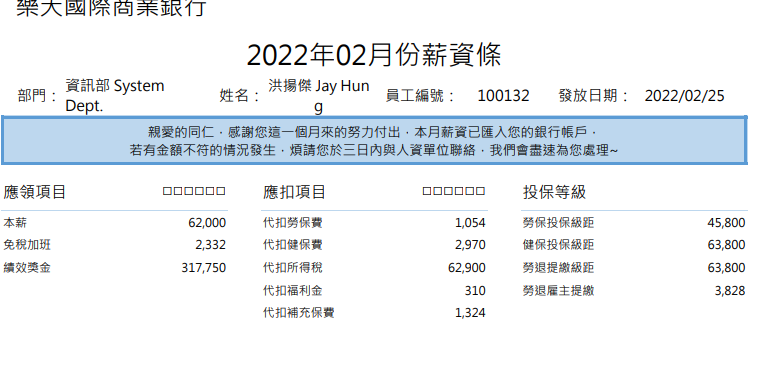 樂天國際商業銀行
2022年02月份薪資條
部門： 資訊部 System Dept. 姓名： 洪揚傑 Jay Hung 員工編號： 100132 發放日期： 2022/02/25
親愛的同仁，感謝您這一個月來的努力付出，本月薪資已匯入您的銀行帳戶，
若有金額不符的情況發生，煩請您於三日內與人資單位聯絡，我們會盡速為您處理~
應領項目 □□□□□□ 應扣項目 □□□□□□ 投保等級
本薪 62,000 代扣勞保費 1,054 勞保投保級距 45,800
免稅加班 2,332 代扣健保費 2,970 健保投保級距 63,800
績效獎金 317,750 代扣所得稅 62,900 勞退提繳級距 63,800
代扣福利金 310 勞退雇主提繳 3,828
代扣補充保費 1,324